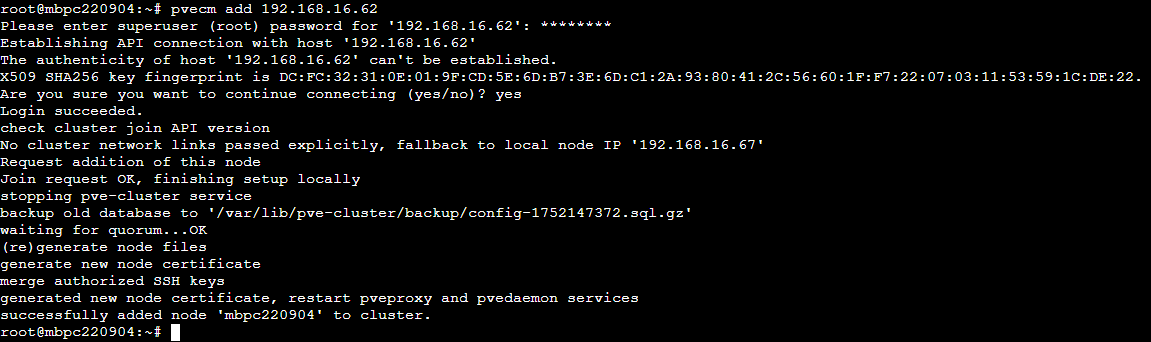 root@mbpc220904:~# pvecm add 192.168.16.62
Please enter superuser (root) password for '192.168.16.62': ********
Establishing API connection with host '192.168.16.62'
The authenticity of host '192.168.16.62' can't be established.
X509 SHA256 key fingerprint is DC:FC:32:31:0E:01:9F:CD:5E:6D:B7:3E:6D:C1:2A:93:80:41:2C:56:60:1F:F7:22:07:03:11:53:59:1C:DE:22.
Are you sure you want to continue connecting (yes/no)? yes
Login succeeded.
check cluster join API version
No cluster network links passed explicitly, fallback to local node IP '192.168.16.67'
Request addition of this node
Join request OK, finishing setup locally
stopping pve-cluster service
backup old database to '/var/lib/pve-cluster/backup/config-1752147372.sql.gz'
waiting for quorum...OK
(re)generate node files
generate new node certificate
merge authorized SSH keys
generated new node certificate, restart pveproxy and pvedaemon services
successfully added node 'mbpc220904' to cluster.
root@mbpc220904:~#